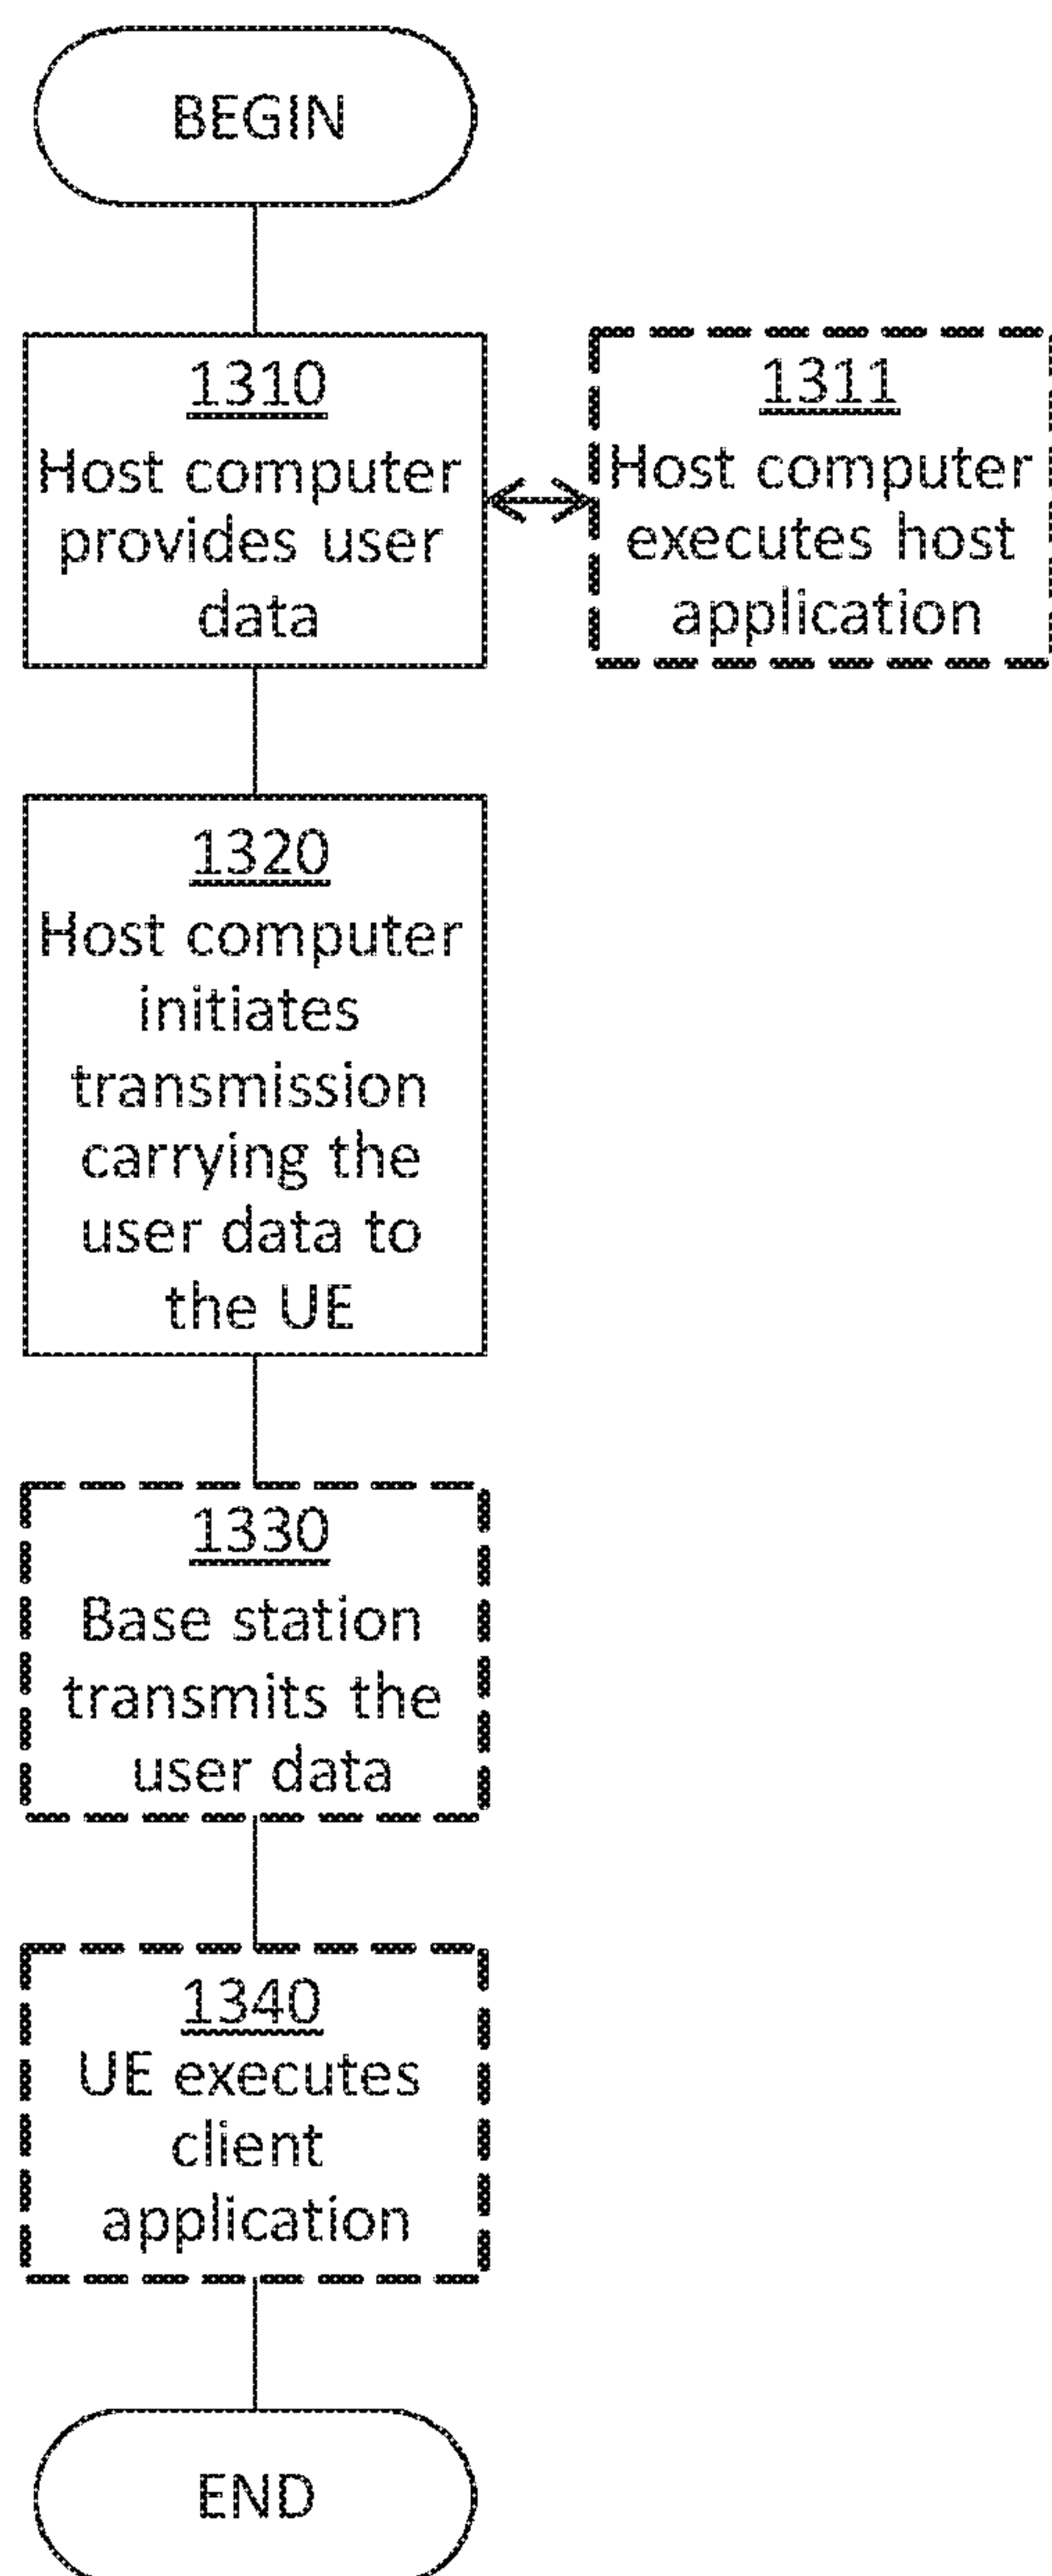 BEGIN
1310
Host computer
provides user
data
1311
Host computer
executes host
application
1320
Host computer
initiates
transmission
carrying the
user data to
the UE
1330
Base station
transmits the
user data
1340
UE executes
client
application
END